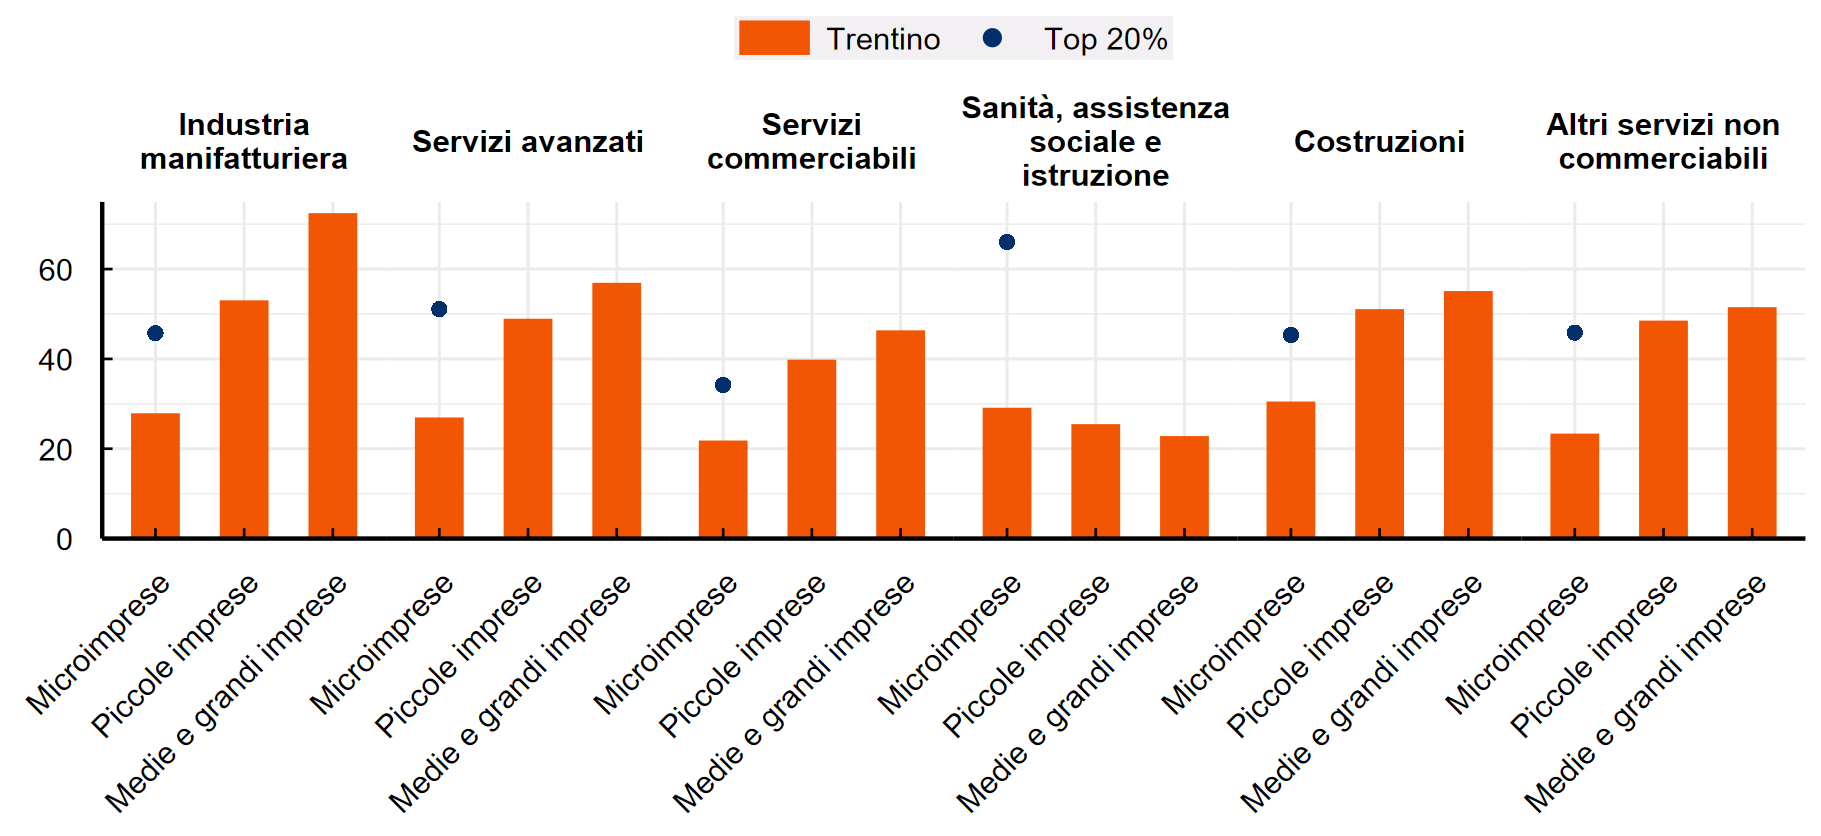 Trentino Top 20%
Industria
manifatturiera
Servizi avanzati
Servizi
commerciabili
Sanità, assistenza
sociale e
istruzione
Costruzioni
Altri servizi non
commerciabili
60
40
20
0
Microimprese
Piccole imprese
Medie e grandi imprese
Microimprese
Piccole imprese
Medie e grandi imprese
Microimprese
Piccole imprese
Medie e grandi imprese
Microimprese
Piccole imprese
Medie e grandi imprese
Microimprese
Piccole imprese
Medie e grandi imprese
Microimprese
Piccole imprese
Medie e grandi imprese